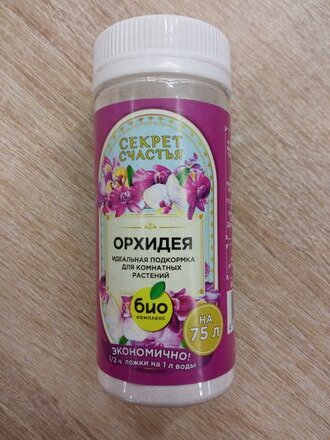 СЕКРЕТ
СЧАСТЬЯ
ОРХИДЕЯ
ИДЕАЛЬНАЯ ПОДКОРМКА
ДЛЯ КОМНАТНЫХ
РАСТЕНИЙ
био
КОМПЛЕКС
НА
75 л
ЭКОНОМИЧНО!
1/2 ч. ложки на 1 л воды